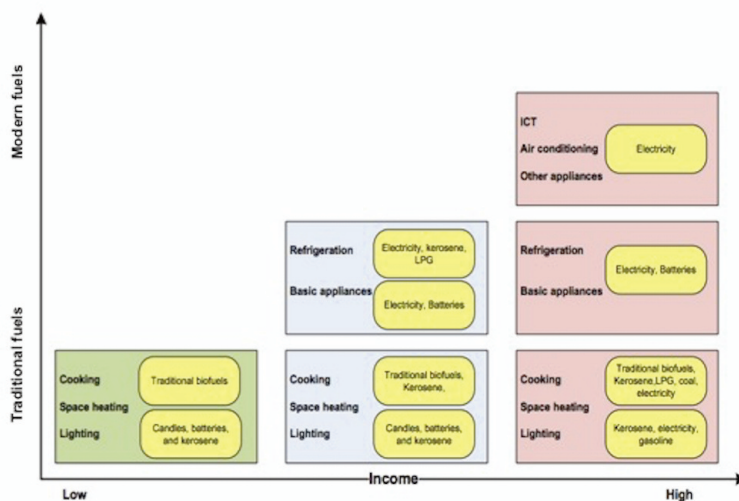 Modern fuels
ICT
Air conditioning
Other appliances
Electricity
Refrigeration
Basic appliances
Electricity, kerosene,
LPG
Electricity, Batteries
Refrigeration
Basic appliances
Electricity, Batteries
Traditional fuels
Cooking
Space heating
Lighting
Traditional biofuels
Candles, batteries,
and kerosene
Cooking
Space heating
Lighting
Traditional biofuels,
Kerosene,
Candles, batteries,
and kerosene
Cooking
Space heating
Lighting
Traditional biofuels,
Kerosene,LPG, coal,
electricity
Kerosene, electricity,
gasoline
Low
Income
High